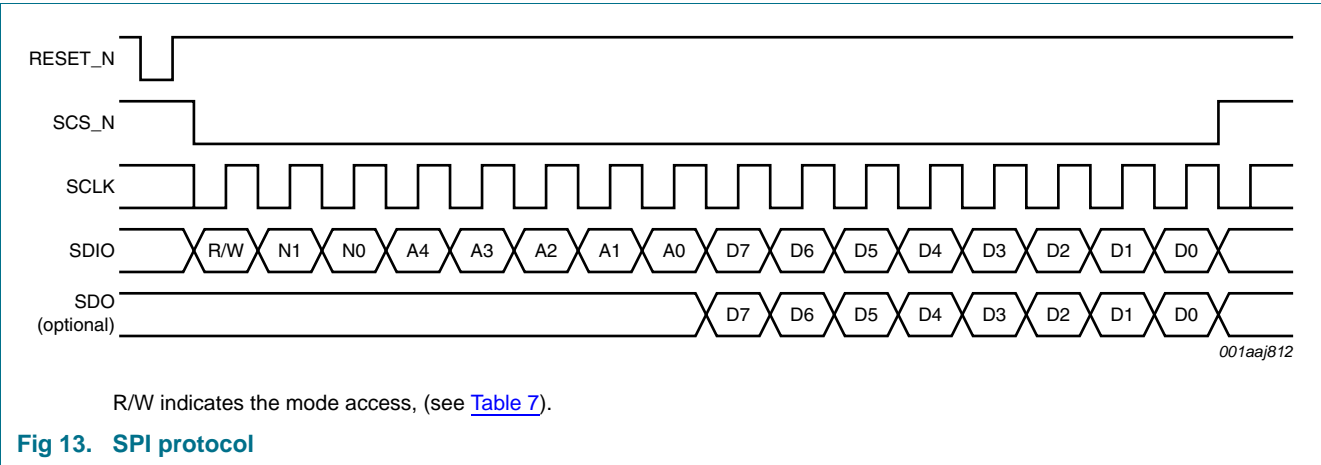 RESET_N
SCS_N
SCLK
SDIO R/W N1 N0 A4 A3 A2 A1 A0 D7 D6 D5 D4 D3 D2 D1 D0
SDO
(optional)
D7 D6 D5 D4 D3 D2 D1 D0
001aaj812
R/W indicates the mode access, (see Table 7).
Fig 13. SPI protocol